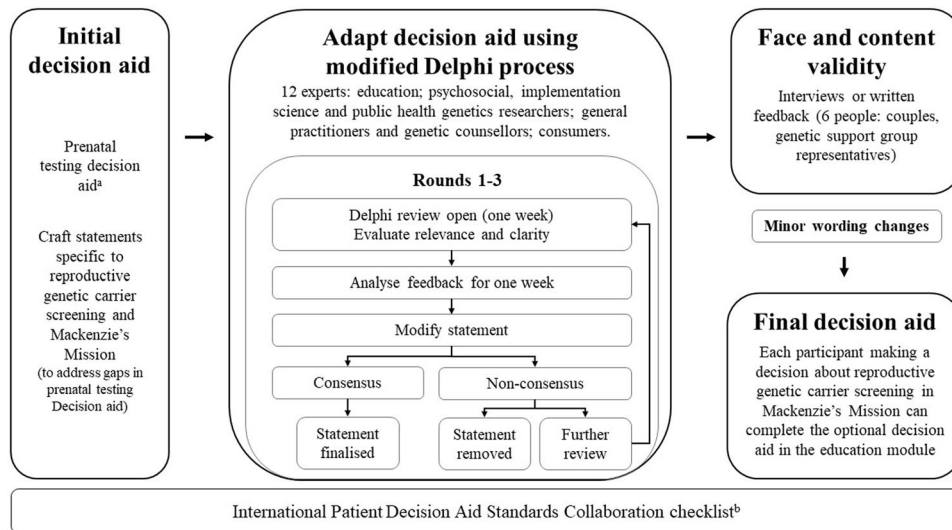 Initial
decision aid
Prenatal
testing decision
aidᵃ
Craft statements
specific to
reproductive
genetic carrier
screening and
Mackenzie's
Mission
(to address gaps in
prenatal testing
Decision aid)
Adapt decision aid using
modified Delphi process
12 experts: education; psychosocial, implementation
science and public health genetics researchers; general
practitioners and genetic counsellors; consumers.
Rounds 1-3
Delphi review open (one week)
Evaluate relevance and clarity
Analyse feedback for one week
Modify statement
Consensus
Non-consensus
Statement
finalised
Statement
removed
Further
review
Face and content
validity
Interviews or written
feedback (6 people: couples,
genetic support group
representatives)
Minor wording changes
Final decision aid
Each participant making a
decision about reproductive
genetic carrier screening in
Mackenzie's Mission can
complete the optional decision
aid in the education module
International Patient Decision Aid Standards Collaboration checklistᵇ